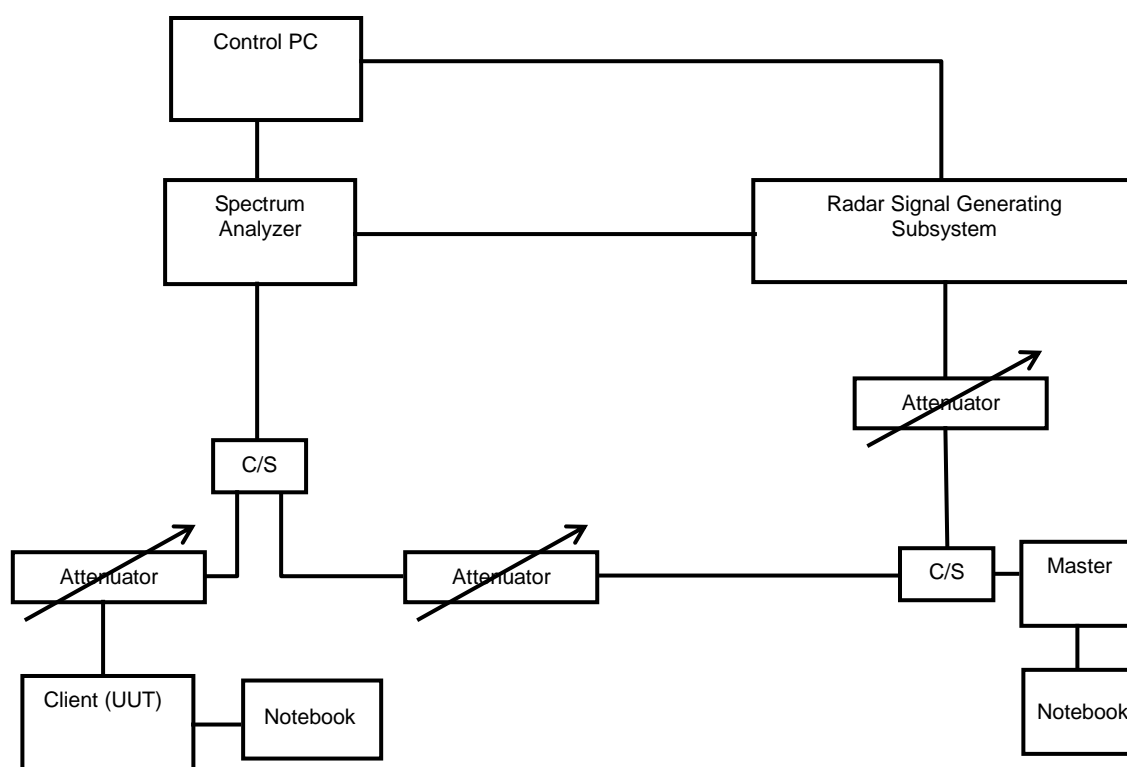 Control PC
Spectrum
Analyzer
Radar Signal Generating
Subsystem
Attenuator
C/S
Attenuator
Attenuator
C/S
Master
Client (UUT)
Notebook
Notebook